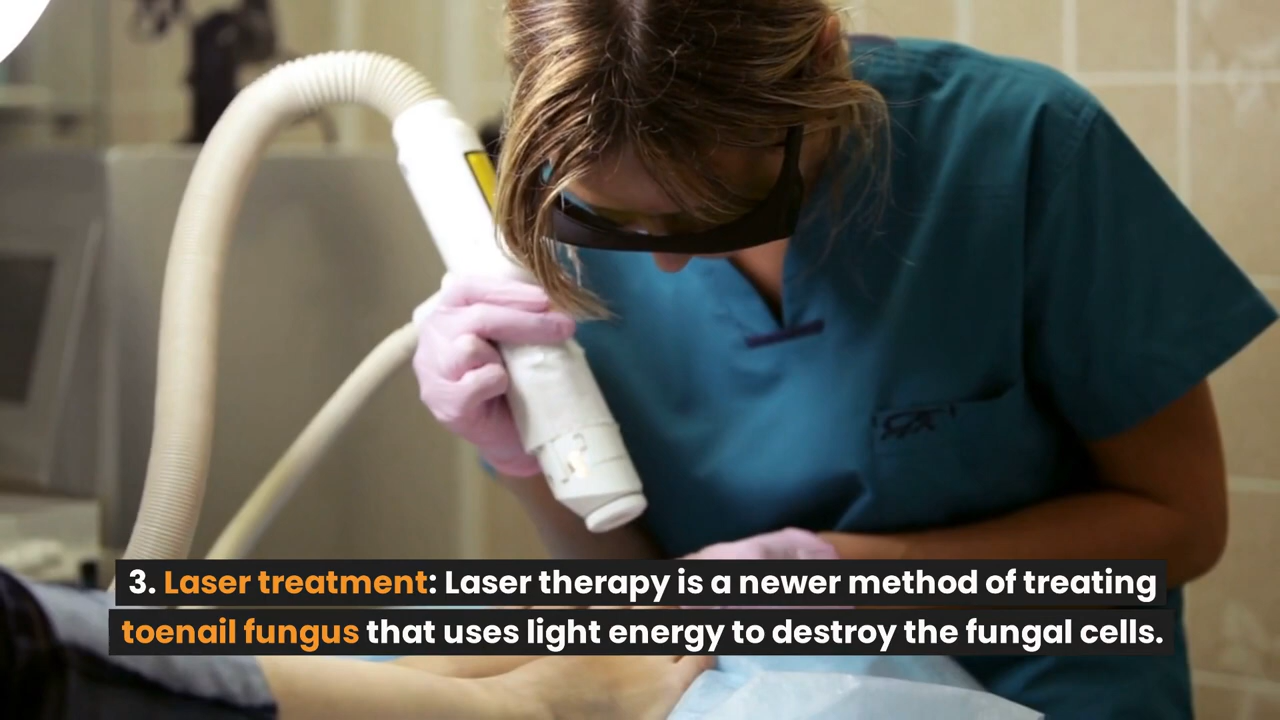 3. Laser treatment: Laser therapy is a newer method of treating
toenail fungus that uses light energy to destroy the fungal cells.